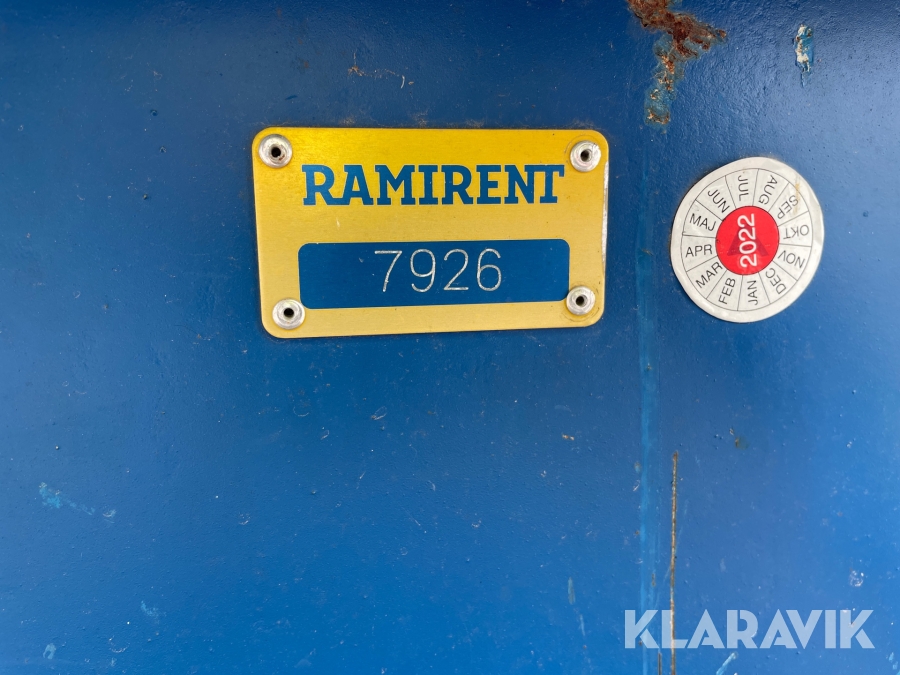 RAMIRENT
7926
JAN
FEB
MAR
APR
MAJ
JUN
JUL
AUG
SEP
OKT
NOV
DEC
2022
KLARAVIK